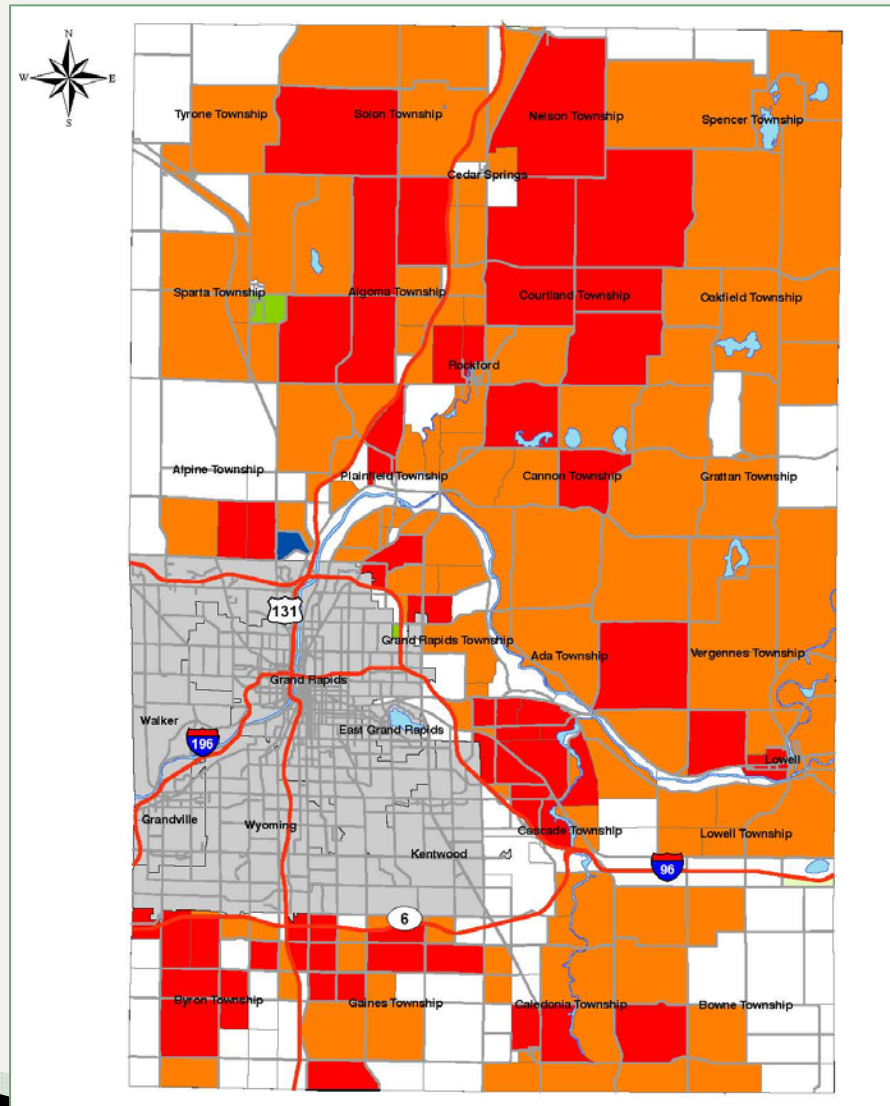 N
W E
S
Tyrone Township
Solon Township
Nelson Township
Spencer Township
Cedar Springs
Sparta Township
Algoma Township
Courtland Township
Oakfield Township
Rockford
Alpine Township
Plainfield Township
Cannon Township
Grattan Township
131
Grand Rapids Township
Ada Township
Vergennes Township
Grand Rapids
Walker
East Grand Rapids
196
Lowell
Grandville
Wyoming
Cascade Township
Lowell Township
Kentwood
96
6
Byron Township
Gaines Township
Caledonia Township
Bowne Township